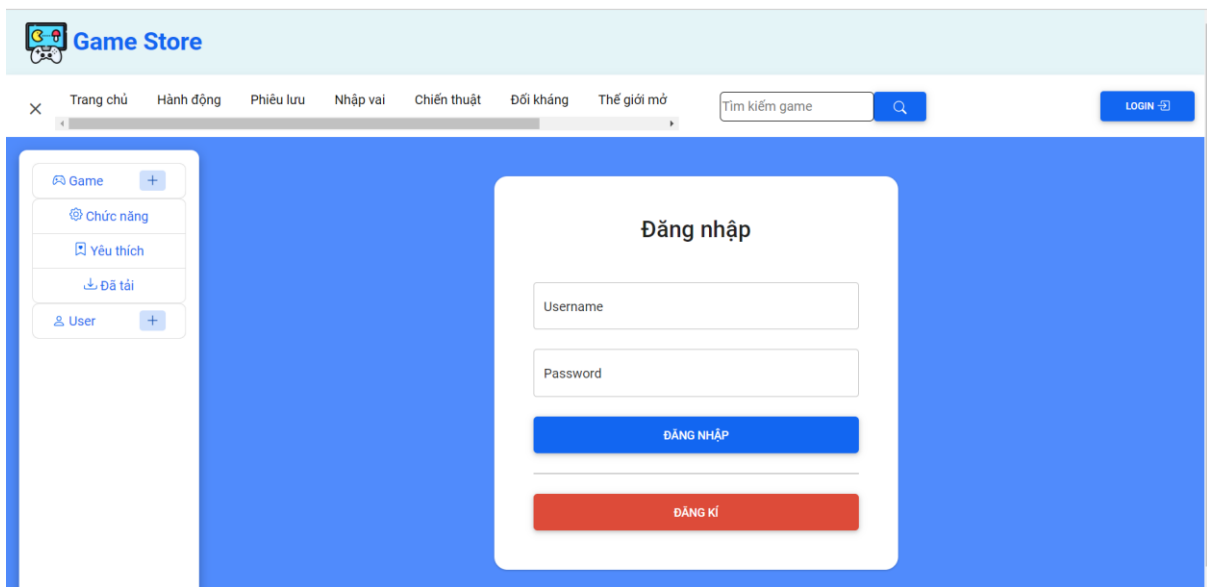 Game Store
Trang chủ Hành động Phiêu lưu Nhập vai Chiến thuật Đối kháng Thế giới mở Tìm kiếm game LOGIN
Game
Chức năng
Yêu thích
Đã tải
User
Đăng nhập
Username
Password
ĐĂNG NHẬP
ĐĂNG KÍ